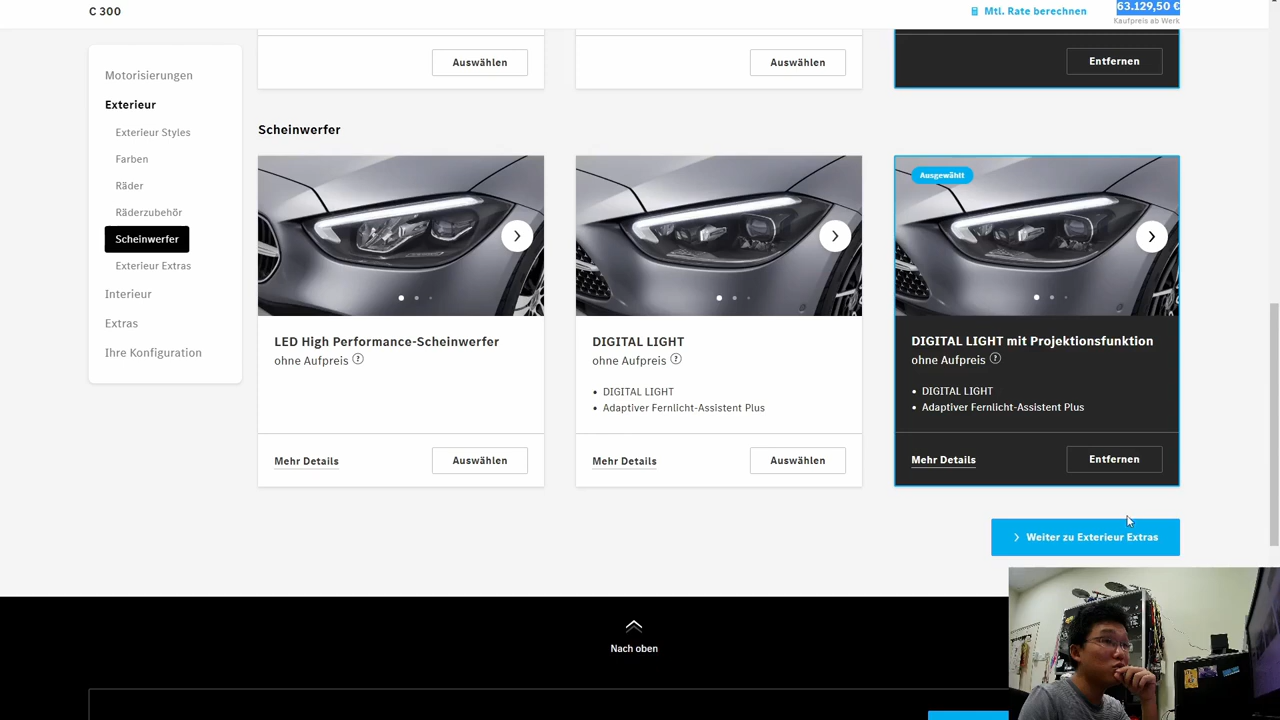 C 300
Mtl. Rate berechnen
63.129,50 €
Kaufpreis ab Werk
Motorisierungen
Exterieur
Exterieur Styles
Farben
Räder
Räderzubehör
Scheinwerfer
Exterieur Extras
Interieur
Extras
Ihre Konfiguration
Auswählen
Auswählen
Entfernen
Scheinwerfer
LED High Performance-Scheinwerfer
ohne Aufpreis ?
Mehr Details
Auswählen
DIGITAL LIGHT
ohne Aufpreis ?
• DIGITAL LIGHT
• Adaptiver Fernlicht-Assistent Plus
Mehr Details
Auswählen
Ausgewählt
DIGITAL LIGHT mit Projektionsfunktion
ohne Aufpreis ?
• DIGITAL LIGHT
• Adaptiver Fernlicht-Assistent Plus
Mehr Details
Entfernen
Weiter zu Exterieur Extras
Nach oben